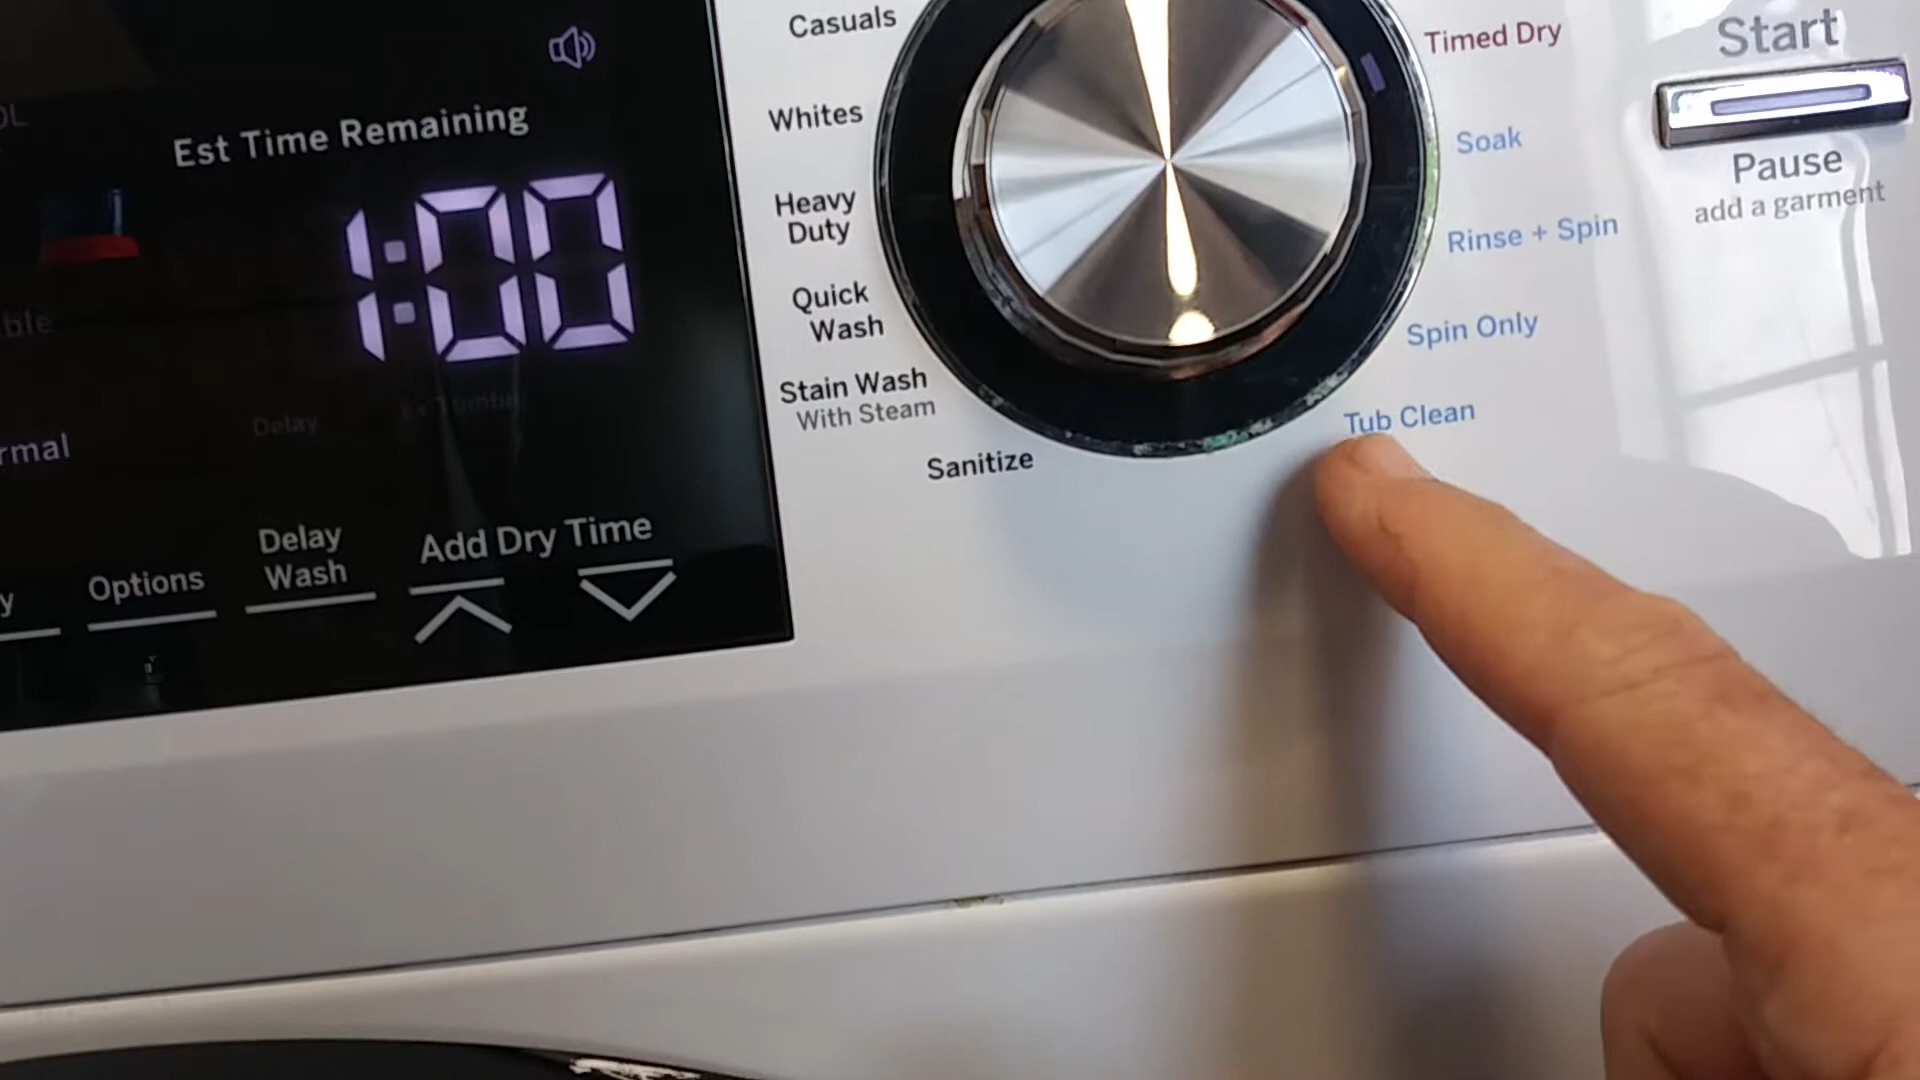 Est Time Remaining
1:00
Delay
rmal
y
Options
Delay
Wash
Add Dry Time
Casuals
Whites
Heavy
Duty
Quick
Wash
Stain Wash
With Steam
Sanitize
Timed Dry
Soak
Rinse + Spin
Spin Only
Tub Clean
Start
Pause
add a garment